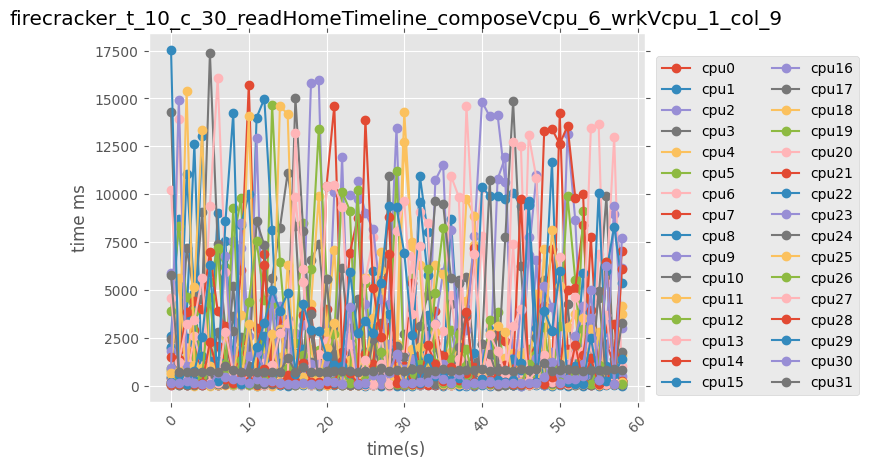 firecracker_t_10_c_30_readHomeTimeline_composeVcpu_6_wrkVcpu_1_col_9
17500
15000
12500
10000
7500
5000
2500
0
time ms
0
10
20
30
40
50
60
time(s)
cpu0
cpu1
cpu2
cpu3
cpu4
cpu5
cpu6
cpu7
cpu8
cpu9
cpu10
cpu11
cpu12
cpu13
cpu14
cpu15
cpu16
cpu17
cpu18
cpu19
cpu20
cpu21
cpu22
cpu23
cpu24
cpu25
cpu26
cpu27
cpu28
cpu29
cpu30
cpu31